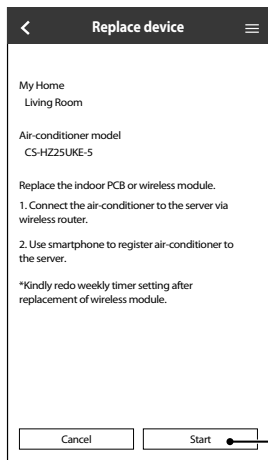 Replace device
My Home
Living Room
Air-conditioner model
CS-HZ25UKE-5
Replace the indoor PCB or wireless module.
1. Connect the air-conditioner to the server via
wireless router.
2. Use smartphone to register air-conditioner to
the server.
*Kindly redo weekly timer setting after
replacement of wireless module.
Cancel
Start